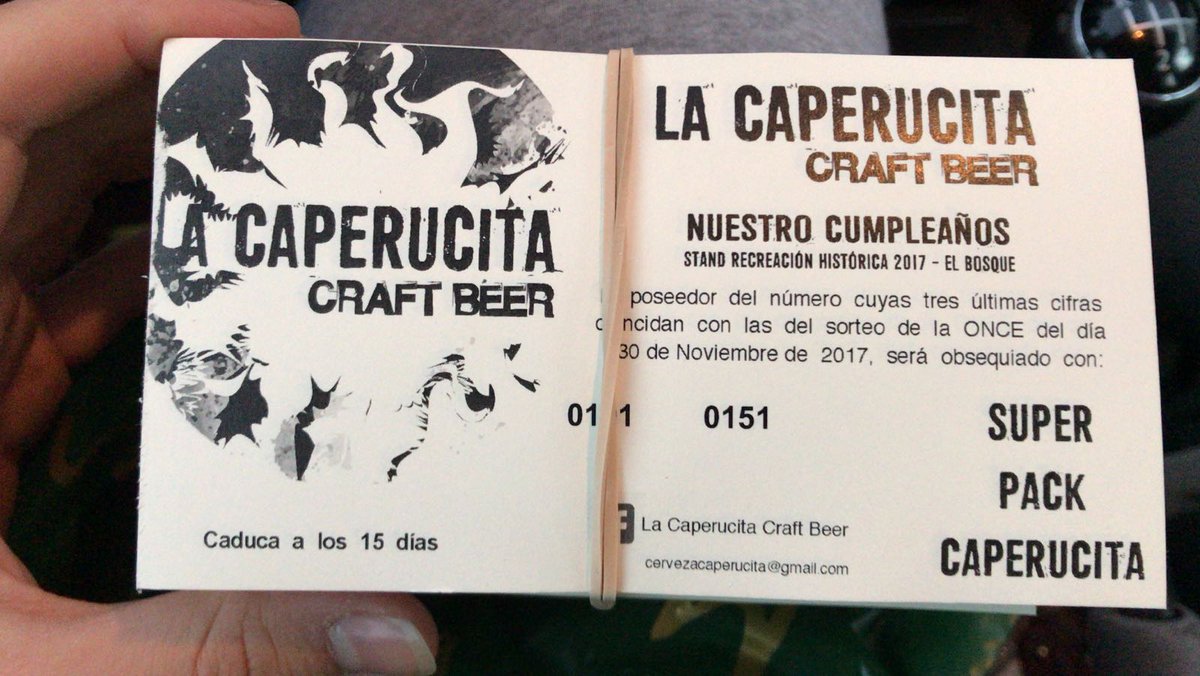 LA CAPERUCITA
CRAFT BEER
Caduca a los 15 días
LA CAPERUCITA
CRAFT BEER
NUESTRO CUMPLEAÑOS
STAND RECREACIÓN HISTÓRICA 2017 - EL BOSQUE
poseedor del número cuyas tres últimas cifras
con las del sorteo de la ONCE del día
30 de Noviembre de 2017, será obsequiado con:
0151
SUPER
PACK
CAPERUCITA
La Caperucita Craft Beer
cervezacaperucita@gmail.com